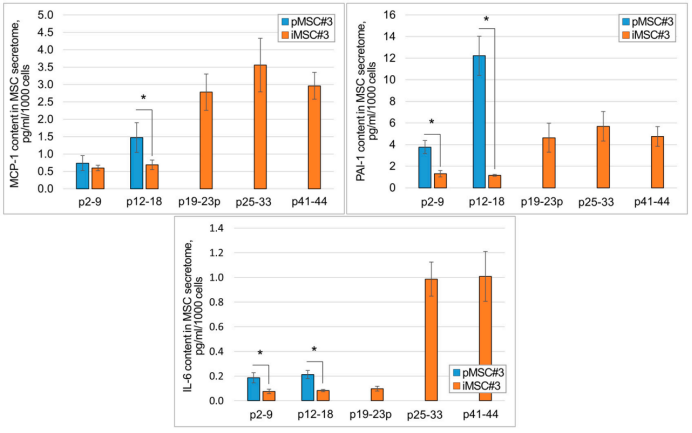 MCP-1 content in MSC secretome,
pg/ml/1000 cells
5.0
4.5
4.0
3.5
3.0
2.5
2.0
1.5
1.0
0.5
0.0
pMSC#3
iMSC#3
*
p2-9
p12-18
p19-23p
p25-33
p41-44
PAI-1 content in MSC secretome,
pg/ml/1000 cells
16
14
12
10
8
6
4
2
0
pMSC#3
iMSC#3
*
*
p2-9
p12-18
p19-23p
p25-33
p41-44
IL-6 content in MSC secretome,
pg/ml/1000 cells
1.4
1.2
1.0
0.8
0.6
0.4
0.2
0.0
*
*
pMSC#3
iMSC#3
p2-9
p12-18
p19-23p
p25-33
p41-44